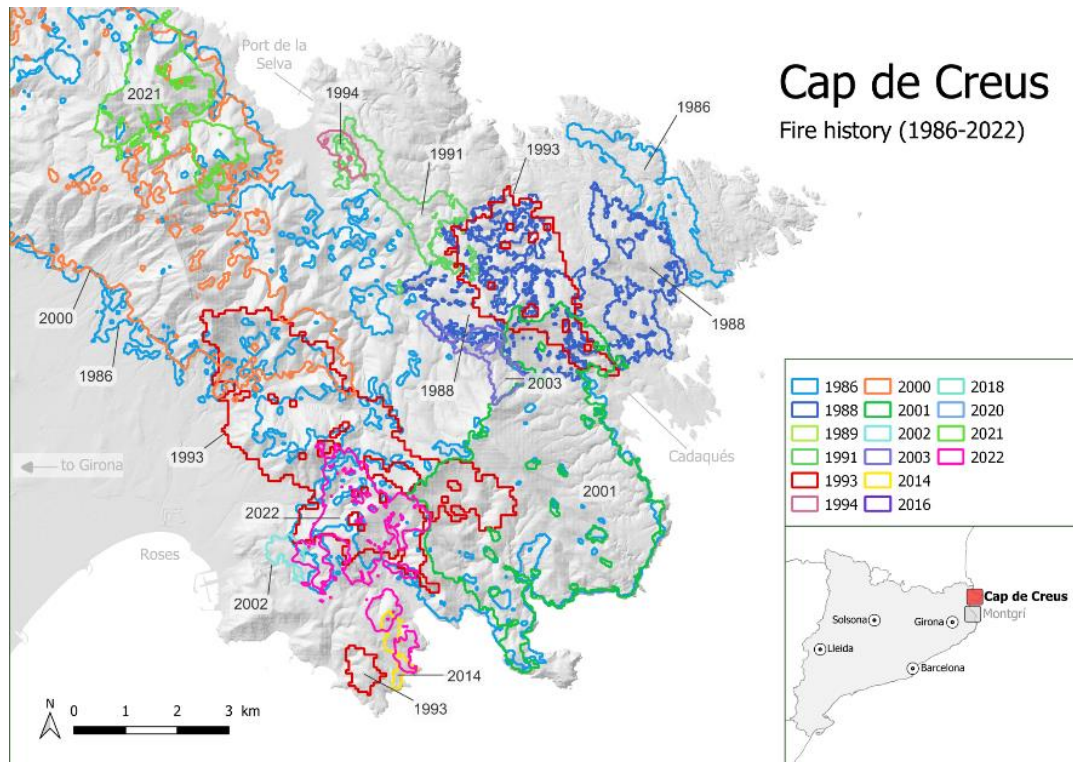 Cap de Creus
Fire history (1986-2022)
Port de la
Selva
2021
1994
1991
1993
1986
2000
1986
1988
1988
2003
1993
to Girona
Cadaqués
2001
2022
Roses
2002
2014
1993
N
0 1 2 3 km
1986 2000 2018
1988 2001 2020
1989 2002 2021
1991 2003 2022
1993 2014
1994 2016
Cap de Creus
Montgrí
Solsona
Girona
Lleida
Barcelona